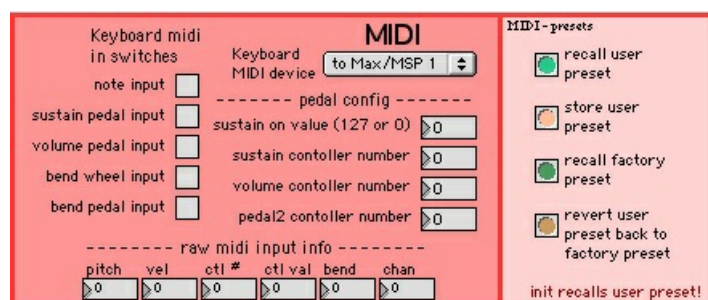 Keyboard midi
in switches
note input
sustain pedal input
volume pedal input
bend wheel input
bend pedal input
MIDI
Keyboard
MIDI device
to Max/MSP 1
------- pedal config -------
sustain on value (127 or 0)
0
sustain contoller number
0
volume contoller number
0
pedal2 contoller number
0
-------- raw midi input info --------
pitch vel ctl # ctl val bend chan
0 0 0 0 0 0
MIDI-presets
recall user
preset
store user
preset
recall factory
preset
revert user
preset back to
factory preset
init recalls user preset!